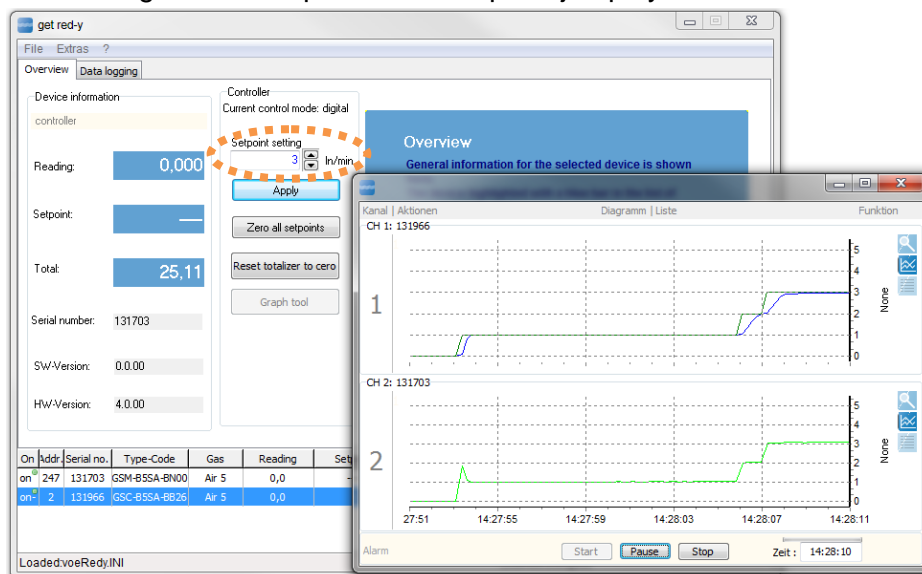 get red-y
File Extras ?
Overview Data logging
Device information
controller
Reading: 0,000
Setpoint: —
Total: 25,11
Serial number: 131703
SW-Version: 0.0.00
HW-Version: 4.0.00
Controller
Current control mode: digital
Setpoint setting
3 ln/min
Apply
Zero all setpoints
Reset totalizer to cero
Graph tool
Overview
General information for the selected device is shown
On Addr. Serial no. Type-Code Gas Reading Set
on 247 131703 GSM-B5SA-BN00 Air 5 0,0 -
on- 2 131966 GSC-B5SA-BB26 Air 5 0,0
Loaded:voeRedy.INI
Kanal | Aktionen Diagramm | Liste Funktion
CH 1: 131966
1
5
4
3
2
1
0
None
CH 2: 131703
2
5
4
3
2
1
0
None
27:51 14:27:55 14:27:59 14:28:03 14:28:07 14:28:11
Alarm Start Pause Stop Zeit : 14:28:10